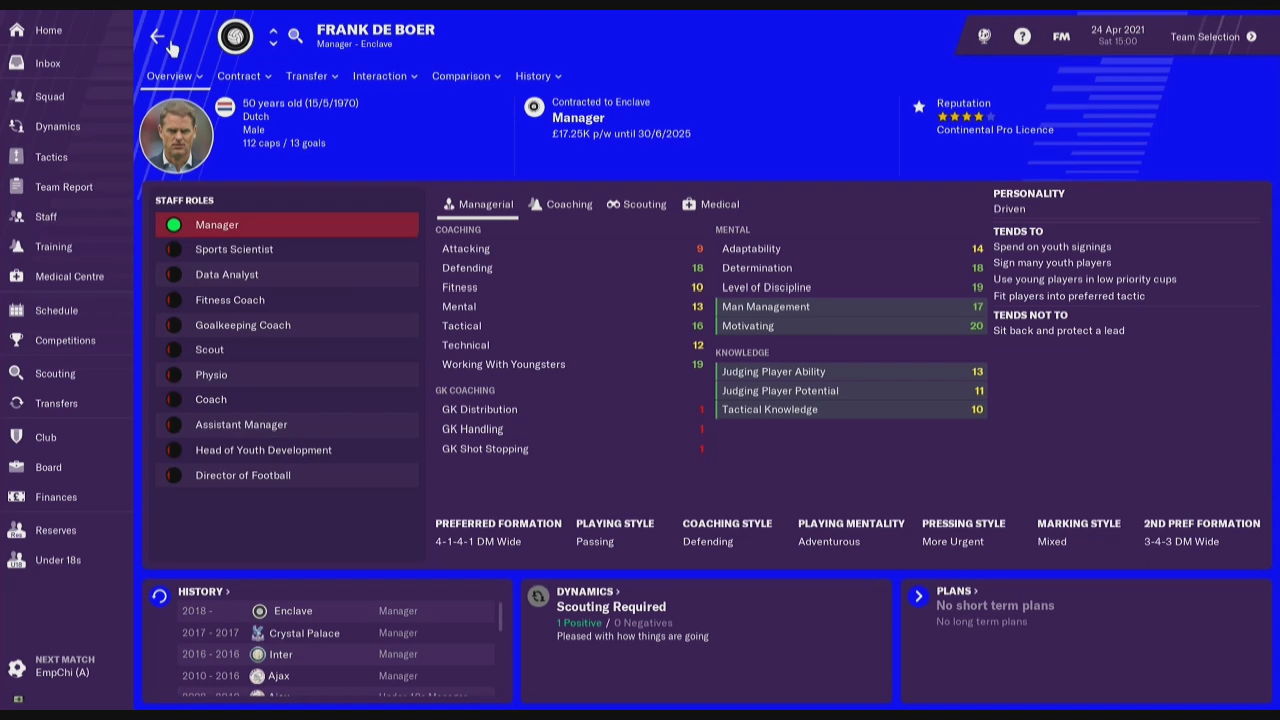 Home
Inbox
Squad
Dynamics
Tactics
Team Report
Staff
Training
Medical Centre
Schedule
Competitions
Scouting
Transfers
Club
Board
Finances
Reserves
Under 18s
NEXT MATCH
EmpChi (A)
FRANK DE BOER
Manager - Enclave
FM
24 Apr 2021
Sat 15:00
Team Selection
Overview
Contract
Transfer
Interaction
Comparison
History
50 years old (15/5/1970)
Dutch
Male
112 caps / 13 goals
Contracted to Enclave
Manager
£17.25K p/w until 30/6/2025
Reputation
Continental Pro Licence
STAFF ROLES
Manager
Sports Scientist
Data Analyst
Fitness Coach
Goalkeeping Coach
Scout
Physio
Coach
Assistant Manager
Head of Youth Development
Director of Football
Managerial
Coaching
Scouting
Medical
COACHING
Attacking 9
Defending 18
Fitness 10
Mental 13
Tactical 16
Technical 12
Working With Youngsters 19
GK COACHING
GK Distribution 1
GK Handling 1
GK Shot Stopping 1
MENTAL
Adaptability 14
Determination 18
Level of Discipline 19
Man Management 17
Motivating 20
KNOWLEDGE
Judging Player Ability 13
Judging Player Potential 11
Tactical Knowledge 10
PERSONALITY
Driven
TENDS TO
Spend on youth signings
Sign many youth players
Use young players in low priority cups
Fit players into preferred tactic
TENDS NOT TO
Sit back and protect a lead
PREFERRED FORMATION
4-1-4-1 DM Wide
PLAYING STYLE
Passing
COACHING STYLE
Defending
PLAYING MENTALITY
Adventurous
PRESSING STYLE
More Urgent
MARKING STYLE
Mixed
2ND PREF FORMATION
3-4-3 DM Wide
HISTORY
2018 - Enclave Manager
2017 - 2017 Crystal Palace Manager
2016 - 2016 Inter Manager
2010 - 2016 Ajax Manager
DYNAMICS
Scouting Required
1 Positive / 0 Negatives
Pleased with how things are going
PLANS
No short term plans
No long term plans